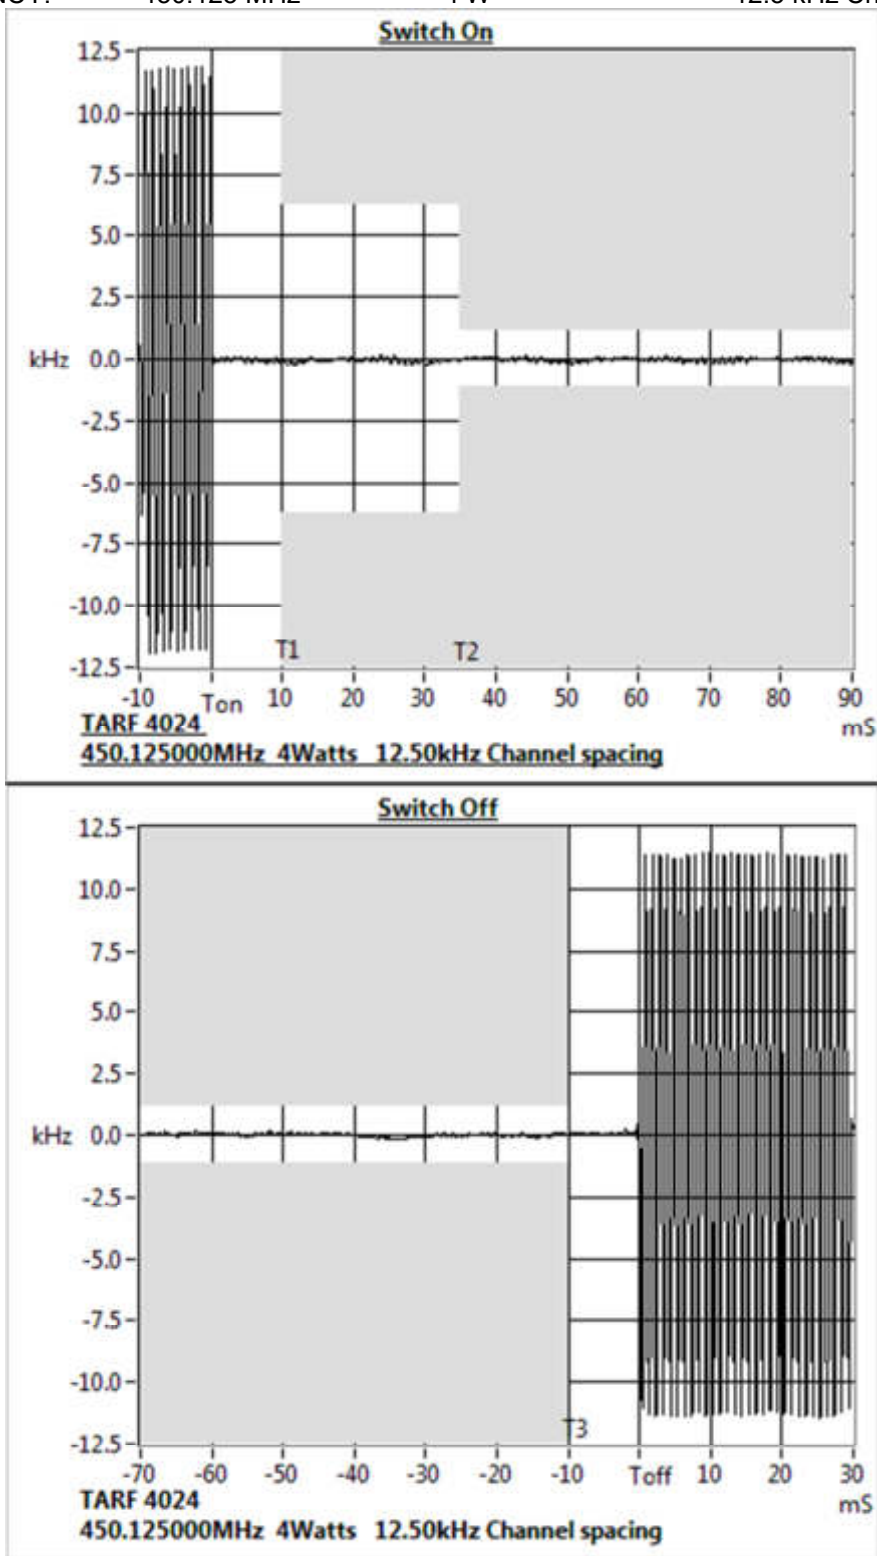 450.125 MHz
Switch On
12.5
10.0
7.5
5.0
2.5
kHz 0.0
-2.5
-5.0
-7.5
-10.0
-12.5
T1 T2
-10 Ton 10 20 30 40 50 60 70 80 90
mS
TARF 4024
450.125000MHz 4Watts 12.50kHz Channel spacing
Switch Off
12.5
10.0
7.5
5.0
2.5
kHz 0.0
-2.5
-5.0
-7.5
-10.0
-12.5
T3
-70 -60 -50 -40 -30 -20 -10 Toff 10 20 30
mS
TARF 4024
450.125000MHz 4Watts 12.50kHz Channel spacing